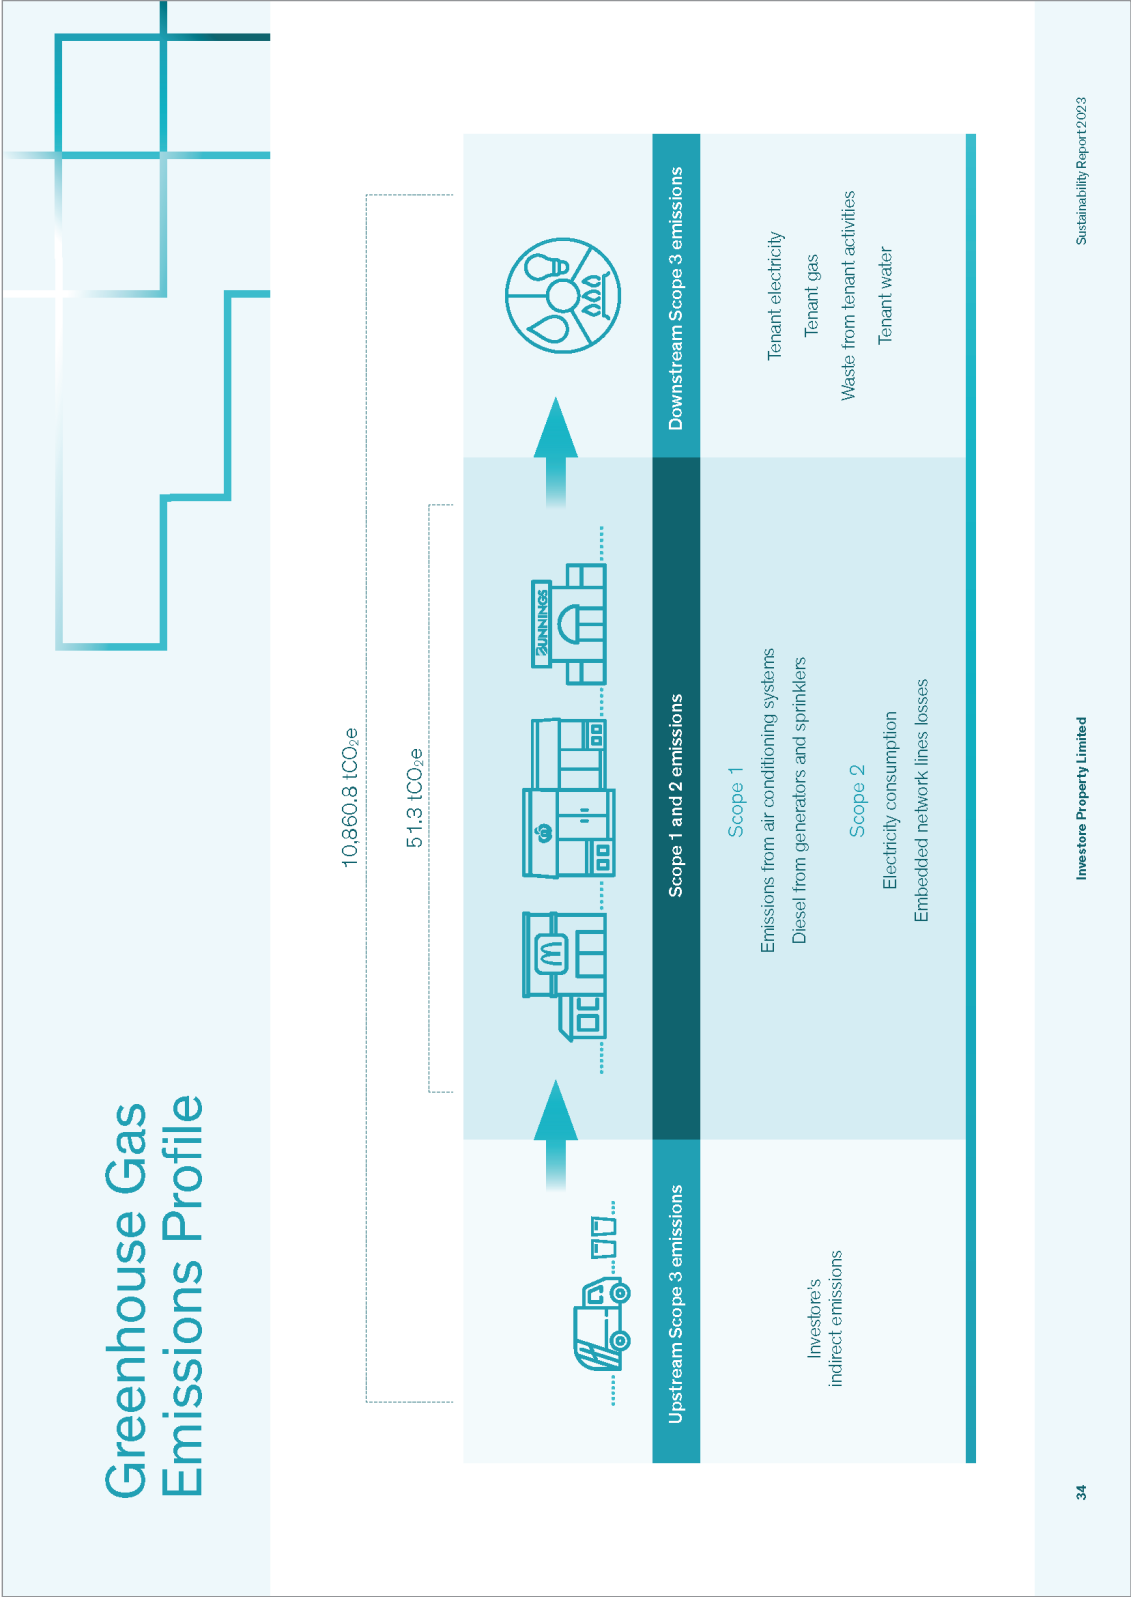 Greenhouse Gas
Emissions Profile
10,860.8 tCO₂e
51.3 tCO₂e
BUNNINGS
Upstream Scope 3 emissions
Investore's
indirect emissions
Scope 1 and 2 emissions
Scope 1
Emissions from air conditioning systems
Diesel from generators and sprinklers
Scope 2
Electricity consumption
Embedded network lines losses
Downstream Scope 3 emissions
Tenant electricity
Tenant gas
Waste from tenant activities
Tenant water
34
Investore Property Limited
Sustainability Report 2023